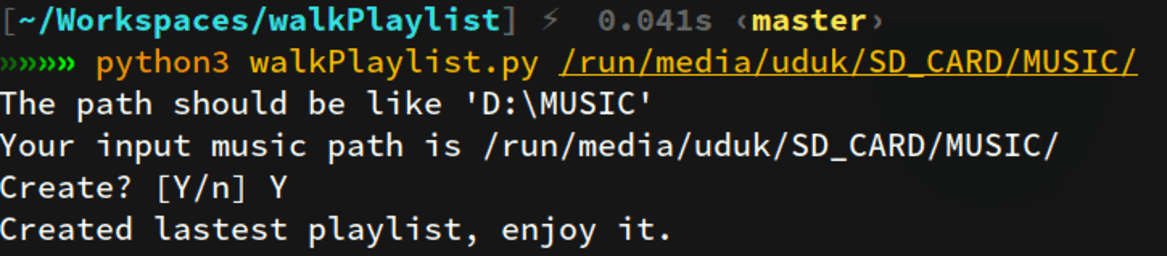 [~/Workspaces/walkPlaylist] ⚡ 0.041s ‹master›
»»»» python3 walkPlaylist.py /run/media/uduk/SD_CARD/MUSIC/
The path should be like 'D:\MUSIC'
Your input music path is /run/media/uduk/SD_CARD/MUSIC/
Create? [Y/n] Y
Created lastest playlist, enjoy it.